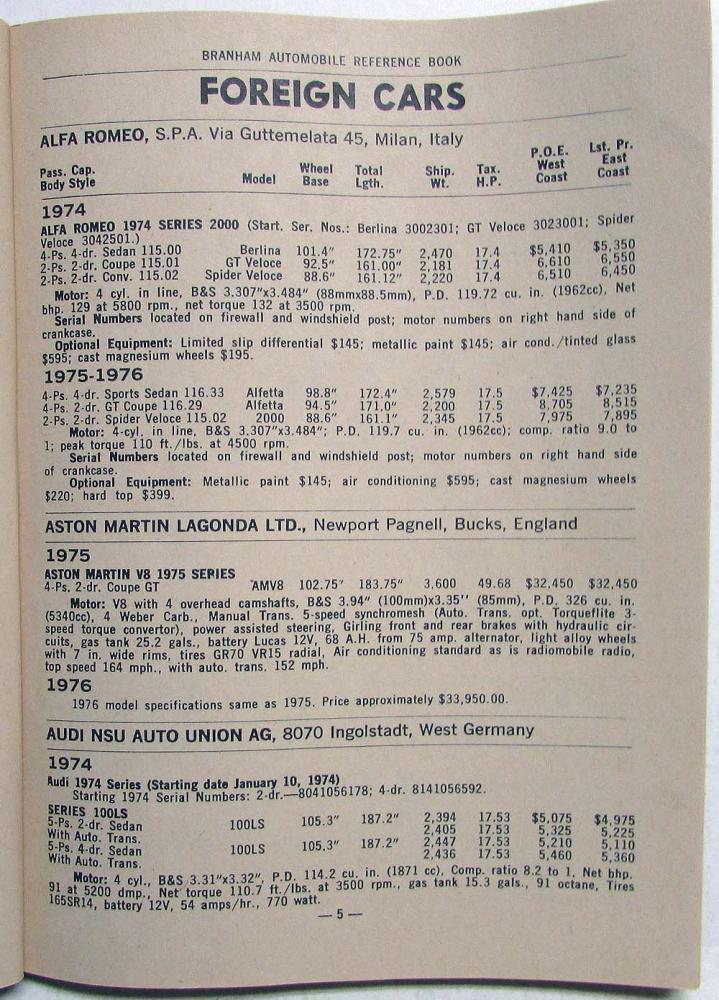 BRANHAM AUTOMOBILE REFERENCE BOOK
FOREIGN CARS
ALFA ROMEO, S.P.A. Via Guttemelata 45, Milan, Italy
Pass. Cap. Body Style Model Wheel Base Total Lgth. Ship. Wt. Tax. H.P. P.O.E. West Coast Lst. Pr. East Coast
1974
ALFA ROMEO 1974 SERIES 2000 (Start. Ser. Nos.: Berlina 3002301; GT Veloce 3023001; Spider
Veloce 3042501.)
4-Ps. 4-dr. Sedan 115.00 Berlina 101.4" 172.75" 2,470 17.4 $5,410 $5,350
2-Ps. 2-dr. Coupe 115.01 GT Veloce 92.5" 161.00" 2,181 17.4 6,610 6,550
2-Ps. 2-dr. Conv. 115.02 Spider Veloce 88.6" 161.12" 2,220 17.4 6,510 6,450
Motor: 4 cyl. in line, B&S 3.307"x3.484" (88mmx88.5mm), P.D. 119.72 cu. in. (1962cc), Net
bhp. 129 at 5800 rpm., net torque 132 at 3500 rpm.
Serial Numbers located on firewall and windshield post; motor numbers on right hand side of
crankcase.
Optional Equipment: Limited slip differential $145; metallic paint $145; air cond./tinted glass
$595; cast magnesium wheels $195.
1975-1976
4-Ps. 4-dr. Sports Sedan 116.33 Alfetta 98.8" 172.4" 2,579 17.5 $7,425 $7,235
4-Ps. 2-dr. GT Coupe 116.29 Alfetta 94.5" 171.0" 2,200 17.5 8,705 8,515
2-Ps. 2-dr. Spider Veloce 115.02 2000 88.6" 161.1" 2,345 17.5 7,975 7,895
Motor: 4-cyl. in line, B&S 3.307"x3.484"; P.D. 119.7 cu. in. (1962cc); comp. ratio 9.0 to
1; peak torque 110 ft./lbs. at 4500 rpm.
Serial Numbers located on firewall and windshield post; motor numbers on right hand side
of crankcase.
Optional Equipment: Metallic paint $145; air conditioning $595; cast magnesium wheels
$220; hard top $399.
ASTON MARTIN LAGONDA LTD., Newport Pagnell, Bucks, England
1975
ASTON MARTIN V8 1975 SERIES
4-Ps. 2-dr. Coupe GT AMV8 102.75" 183.75" 3,600 49.68 $32,450 $32,450
Motor: V8 with 4 overhead camshafts, B&S 3.94" (100mm)x3.35'' (85mm), P.D. 326 cu. in.
(5340cc), 4 Weber Carb., Manual Trans. 5-speed synchromesh (Auto. Trans. opt. Torqueflite 3-
speed torque convertor), power assisted steering, Girling front and rear brakes with hydraulic cir-
cuits, gas tank 25.2 gals., battery Lucas 12V, 68 A.H. from 75 amp. alternator, light alloy wheels
with 7 in. wide rims, tires GR70 VR15 radial, Air conditioning standard as is radiomobile radio,
top speed 164 mph., with auto. trans. 152 mph.
1976
1976 model specifications same as 1975. Price approximately $33,950.00.
AUDI NSU AUTO UNION AG, 8070 Ingolstadt, West Germany
1974
Audi 1974 Series (Starting date January 10, 1974)
Starting 1974 Serial Numbers: 2-dr.—8041056178; 4-dr. 8141056592.
SERIES 100LS
5-Ps. 2-dr. Sedan 100LS 105.3" 187.2" 2,394 17.53 $5,075 $4,975
With Auto. Trans. 2,405 17.53 5,325 5,225
5-Ps. 4-dr. Sedan 100LS 105.3" 187.2" 2,447 17.53 5,210 5,110
With Auto. Trans. 2,436 17.53 5,460 5,360
Motor: 4 cyl., B&S 3.31"x3.32", P.D. 114.2 cu. in. (1871 cc), Comp. ratio 8.2 to 1, Net bhp.
91 at 5200 dmp., Net torque 110.7 ft./lbs. at 3500 rpm., gas tank 15.3 gals., 91 octane, Tires
165SR14, battery 12V, 54 amps/hr., 770 watt.
— 5 —